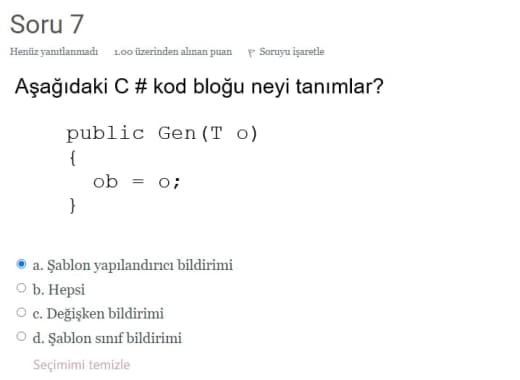 Soru 7
Henüz yanıtlanmadı 1.00 üzerinden alınan puan Soruyu işaretle
Aşağıdaki C # kod bloğu neyi tanımlar?
public Gen(T o)
{
ob = o;
}
a. Şablon yapılandırıcı bildirimi
b. Hepsi
c. Değişken bildirimi
d. Şablon sınıf bildirimi
Seçimimi temizle